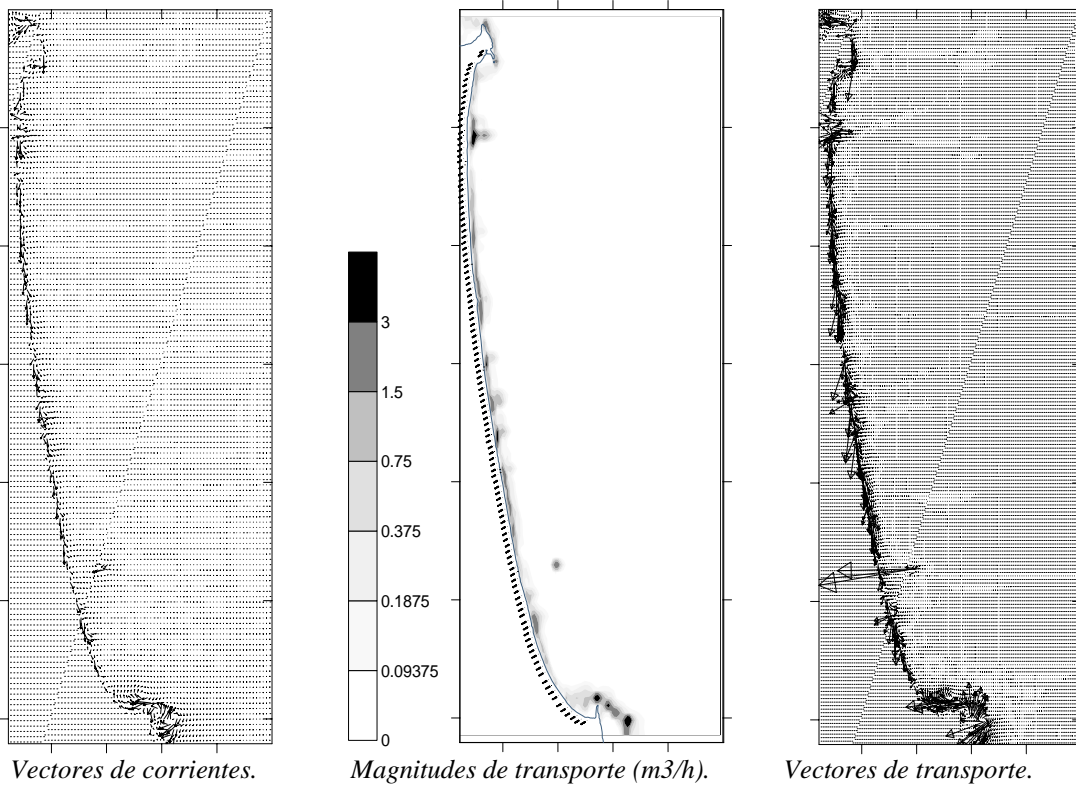 3
1.5
0.75
0.375
0.1875
0.09375
0
Vectores de corrientes.
Magnitudes de transporte (m3/h).
Vectores de transporte.